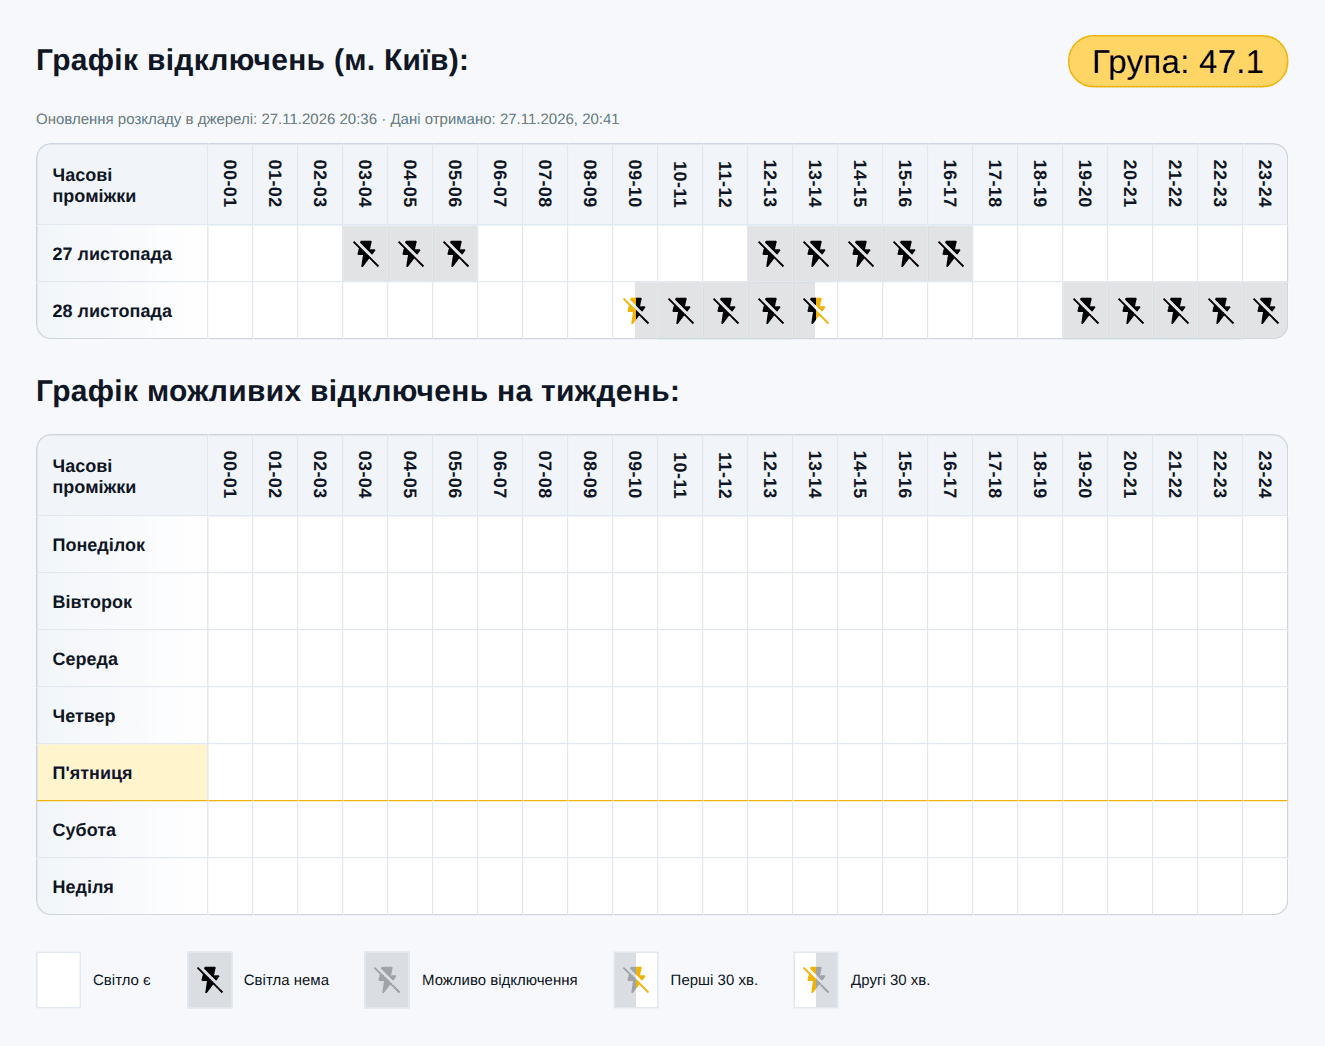 Графік відключень (м. Київ):
Група: 47.1
Оновлення розкладу в джерелі: 27.11.2026 20:36 · Дані отримано: 27.11.2026, 20:41
Часові проміжки 00-01 01-02 02-03 03-04 04-05 05-06 06-07 07-08 08-09 09-10 10-11 11-12 12-13 13-14 14-15 15-16 16-17 17-18 18-19 19-20 20-21 21-22 22-23 23-24
27 листопада
28 листопада
Графік можливих відключень на тиждень:
Часові проміжки 00-01 01-02 02-03 03-04 04-05 05-06 06-07 07-08 08-09 09-10 10-11 11-12 12-13 13-14 14-15 15-16 16-17 17-18 18-19 19-20 20-21 21-22 22-23 23-24
Понеділок
Вівторок
Середа
Четвер
П'ятниця
Субота
Неділя
Світло є Світла нема Можливо відключення Перші 30 хв. Другі 30 хв.